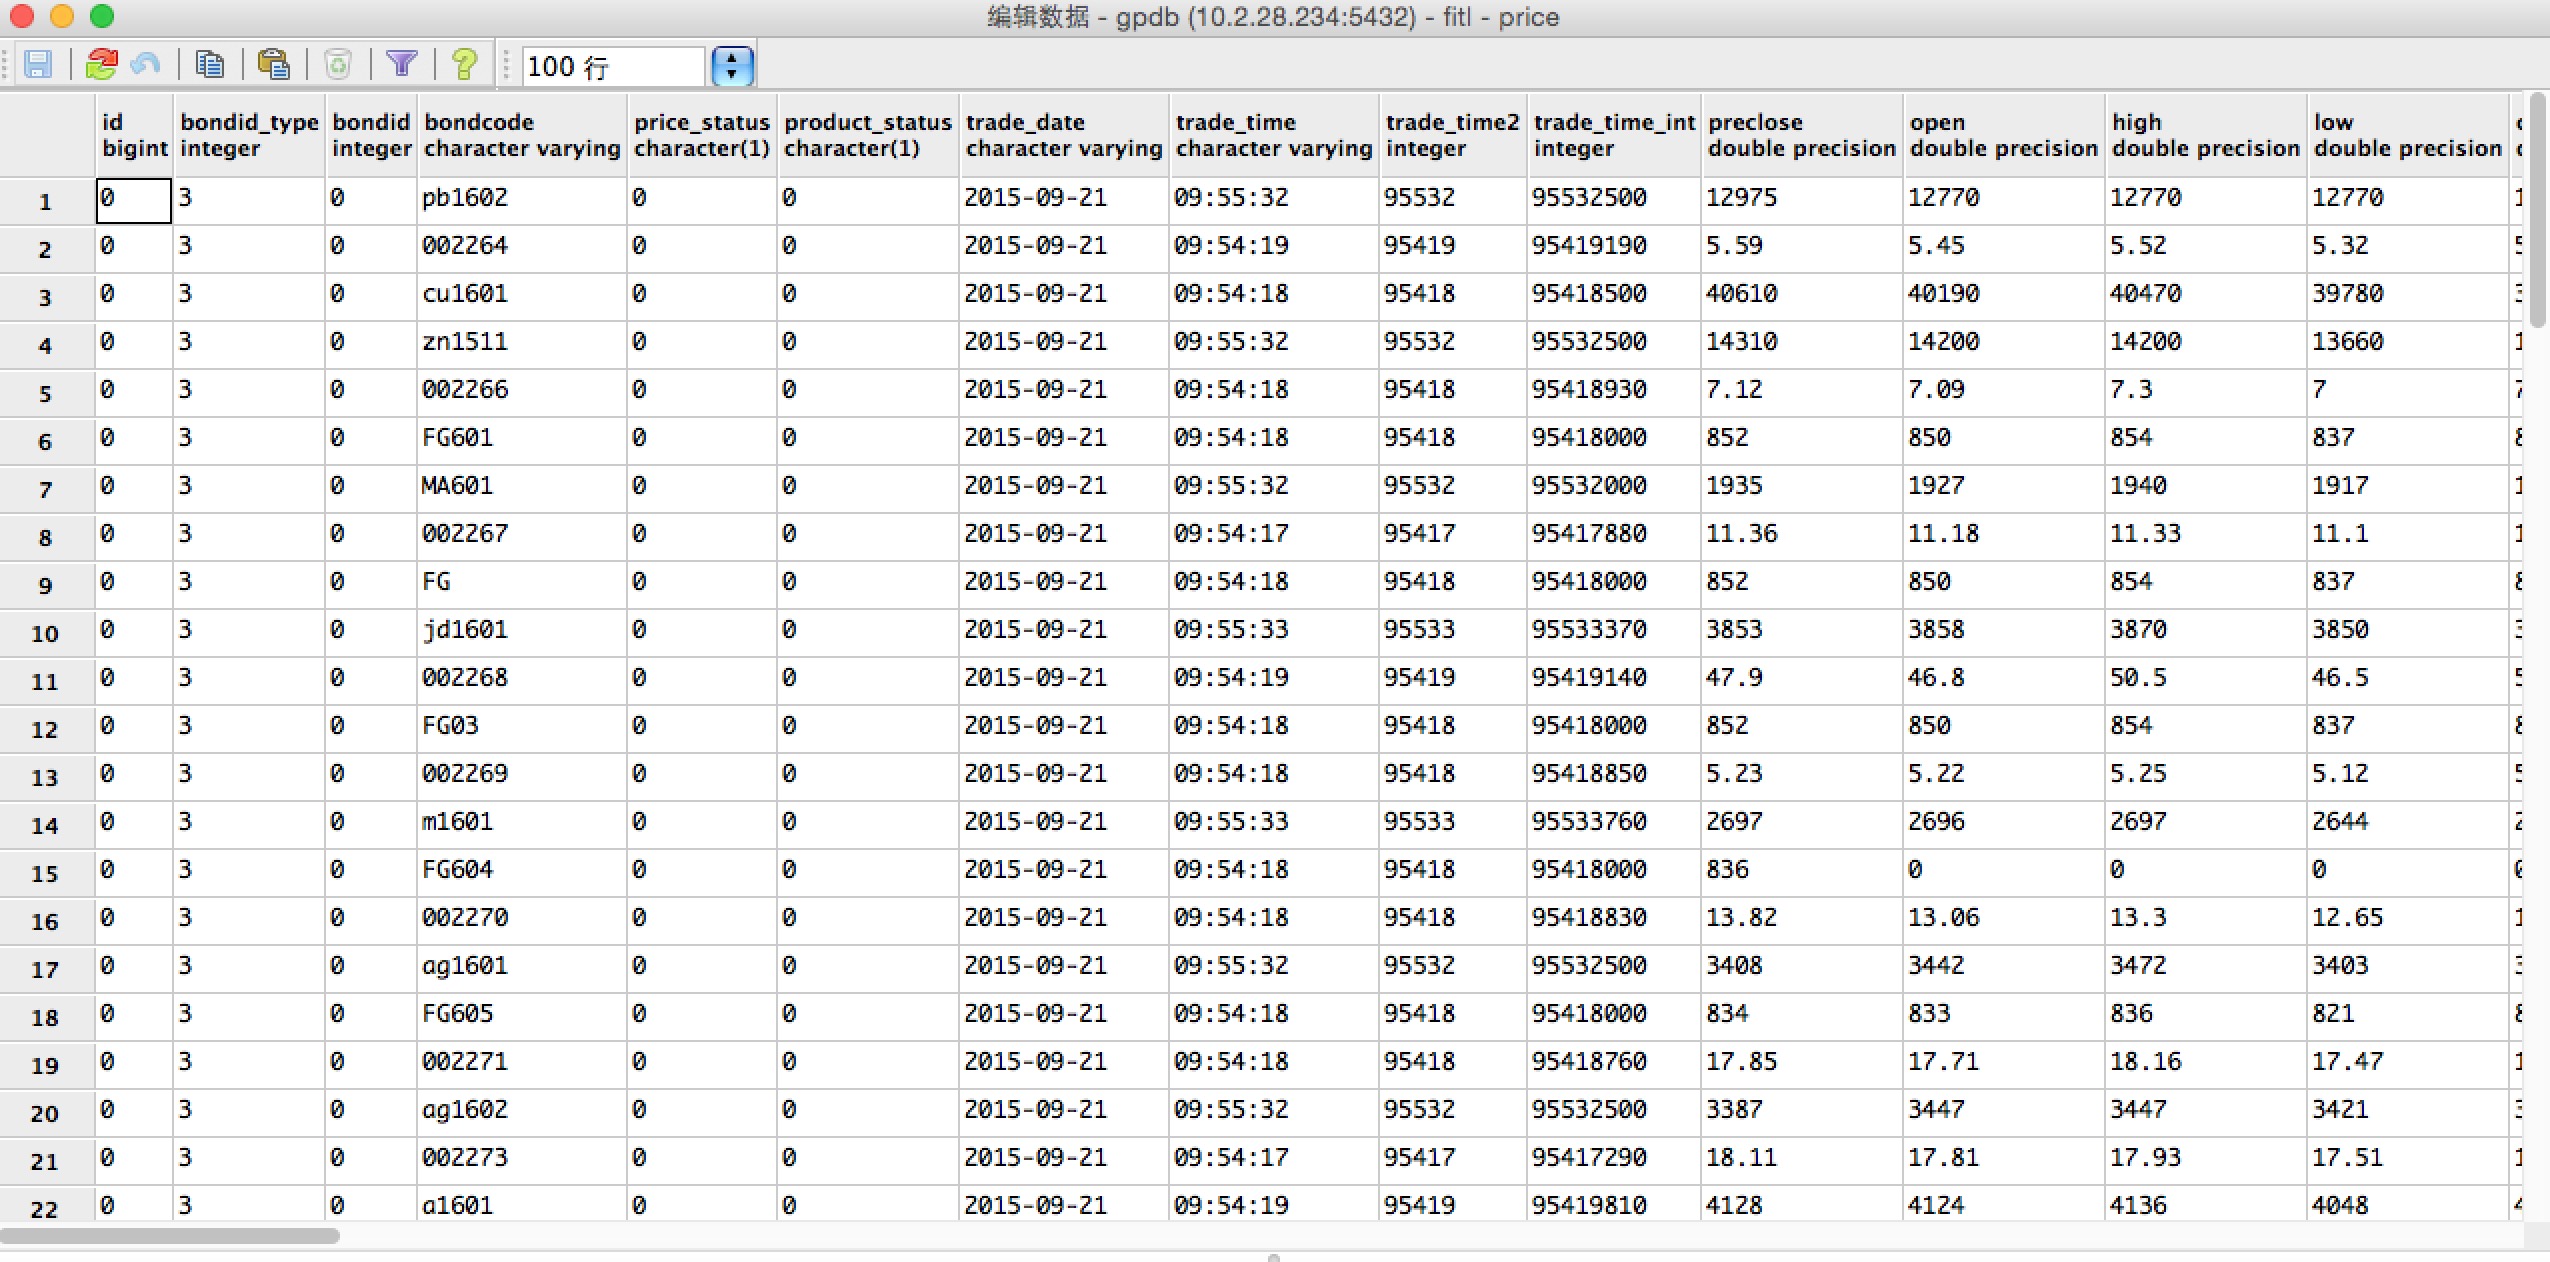 编辑数据 - gpdb (10.2.28.234:5432) - fitl - price
100 行
id bondid_type bondid bondcode price_status product_status trade_date trade_time trade_time2 trade_time_int preclose open high low
bigint integer integer character varying character(1) character(1) character varying character varying integer integer double precision double precision double precision double precision
1 0 3 0 pb1602 0 0 2015-09-21 09:55:32 95532 95532500 12975 12770 12770 12770
2 0 3 0 002264 0 0 2015-09-21 09:54:19 95419 95419190 5.59 5.45 5.52 5.32
3 0 3 0 cu1601 0 0 2015-09-21 09:54:18 95418 95418500 40610 40190 40470 39780
4 0 3 0 zn1511 0 0 2015-09-21 09:55:32 95532 95532500 14310 14200 14200 13660
5 0 3 0 002266 0 0 2015-09-21 09:54:18 95418 95418930 7.12 7.09 7.3 7
6 0 3 0 FG601 0 0 2015-09-21 09:54:18 95418 95418000 852 850 854 837
7 0 3 0 MA601 0 0 2015-09-21 09:55:32 95532 95532000 1935 1927 1940 1917
8 0 3 0 002267 0 0 2015-09-21 09:54:17 95417 95417880 11.36 11.18 11.33 11.1
9 0 3 0 FG 0 0 2015-09-21 09:54:18 95418 95418000 852 850 854 837
10 0 3 0 jd1601 0 0 2015-09-21 09:55:33 95533 95533370 3853 3858 3870 3850
11 0 3 0 002268 0 0 2015-09-21 09:54:19 95419 95419140 47.9 46.8 50.5 46.5
12 0 3 0 FG03 0 0 2015-09-21 09:54:18 95418 95418000 852 850 854 837
13 0 3 0 002269 0 0 2015-09-21 09:54:18 95418 95418850 5.23 5.22 5.25 5.12
14 0 3 0 m1601 0 0 2015-09-21 09:55:33 95533 95533760 2697 2696 2697 2644
15 0 3 0 FG604 0 0 2015-09-21 09:54:18 95418 95418000 836 0 0 0
16 0 3 0 002270 0 0 2015-09-21 09:54:18 95418 95418830 13.82 13.06 13.3 12.65
17 0 3 0 ag1601 0 0 2015-09-21 09:55:32 95532 95532500 3408 3442 3472 3403
18 0 3 0 FG605 0 0 2015-09-21 09:54:18 95418 95418000 834 833 836 821
19 0 3 0 002271 0 0 2015-09-21 09:54:18 95418 95418760 17.85 17.71 18.16 17.47
20 0 3 0 ag1602 0 0 2015-09-21 09:55:32 95532 95532500 3387 3447 3447 3421
21 0 3 0 002273 0 0 2015-09-21 09:54:17 95417 95417290 18.11 17.81 17.93 17.51
22 0 3 0 a1601 0 0 2015-09-21 09:54:19 95419 95419810 4128 4124 4136 4048